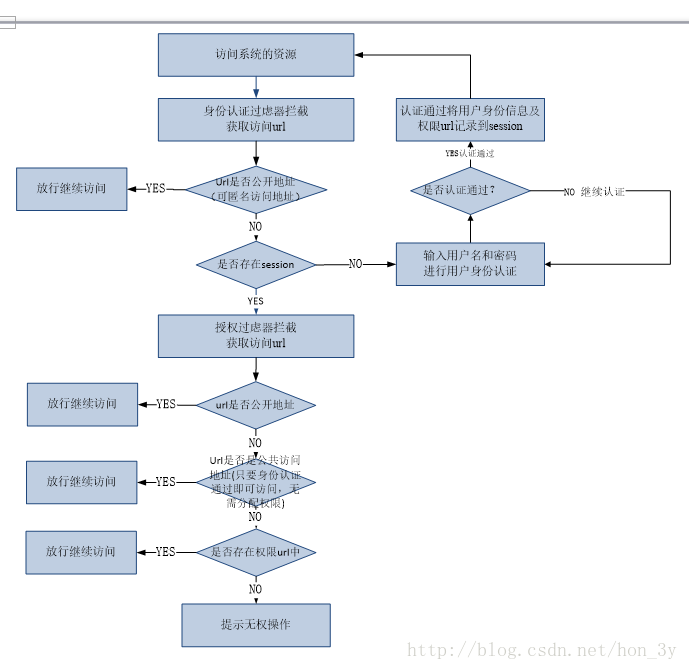 访问系统的资源
身份认证过虑器拦截
获取访问url
认证通过将用户身份信息及
权限url记录到session
YES认证通过
放行继续访问
YES
Url是否公开地址
（可匿名访问地址）
是否认证通过？
NO 继续认证
NO
是否存在session
NO
输入用户名和密码
进行用户身份认证
YES
授权过虑器拦截
获取访问url
放行继续访问
YES
url是否公开地址
NO
Url是否是公共访问
地址(只要身份认证
通过即可访问，无
需分配权限)
放行继续访问
YES
NO
放行继续访问
YES
是否存在权限url中
NO
提示无权操作
http://blog.csdn.net/hon_3y